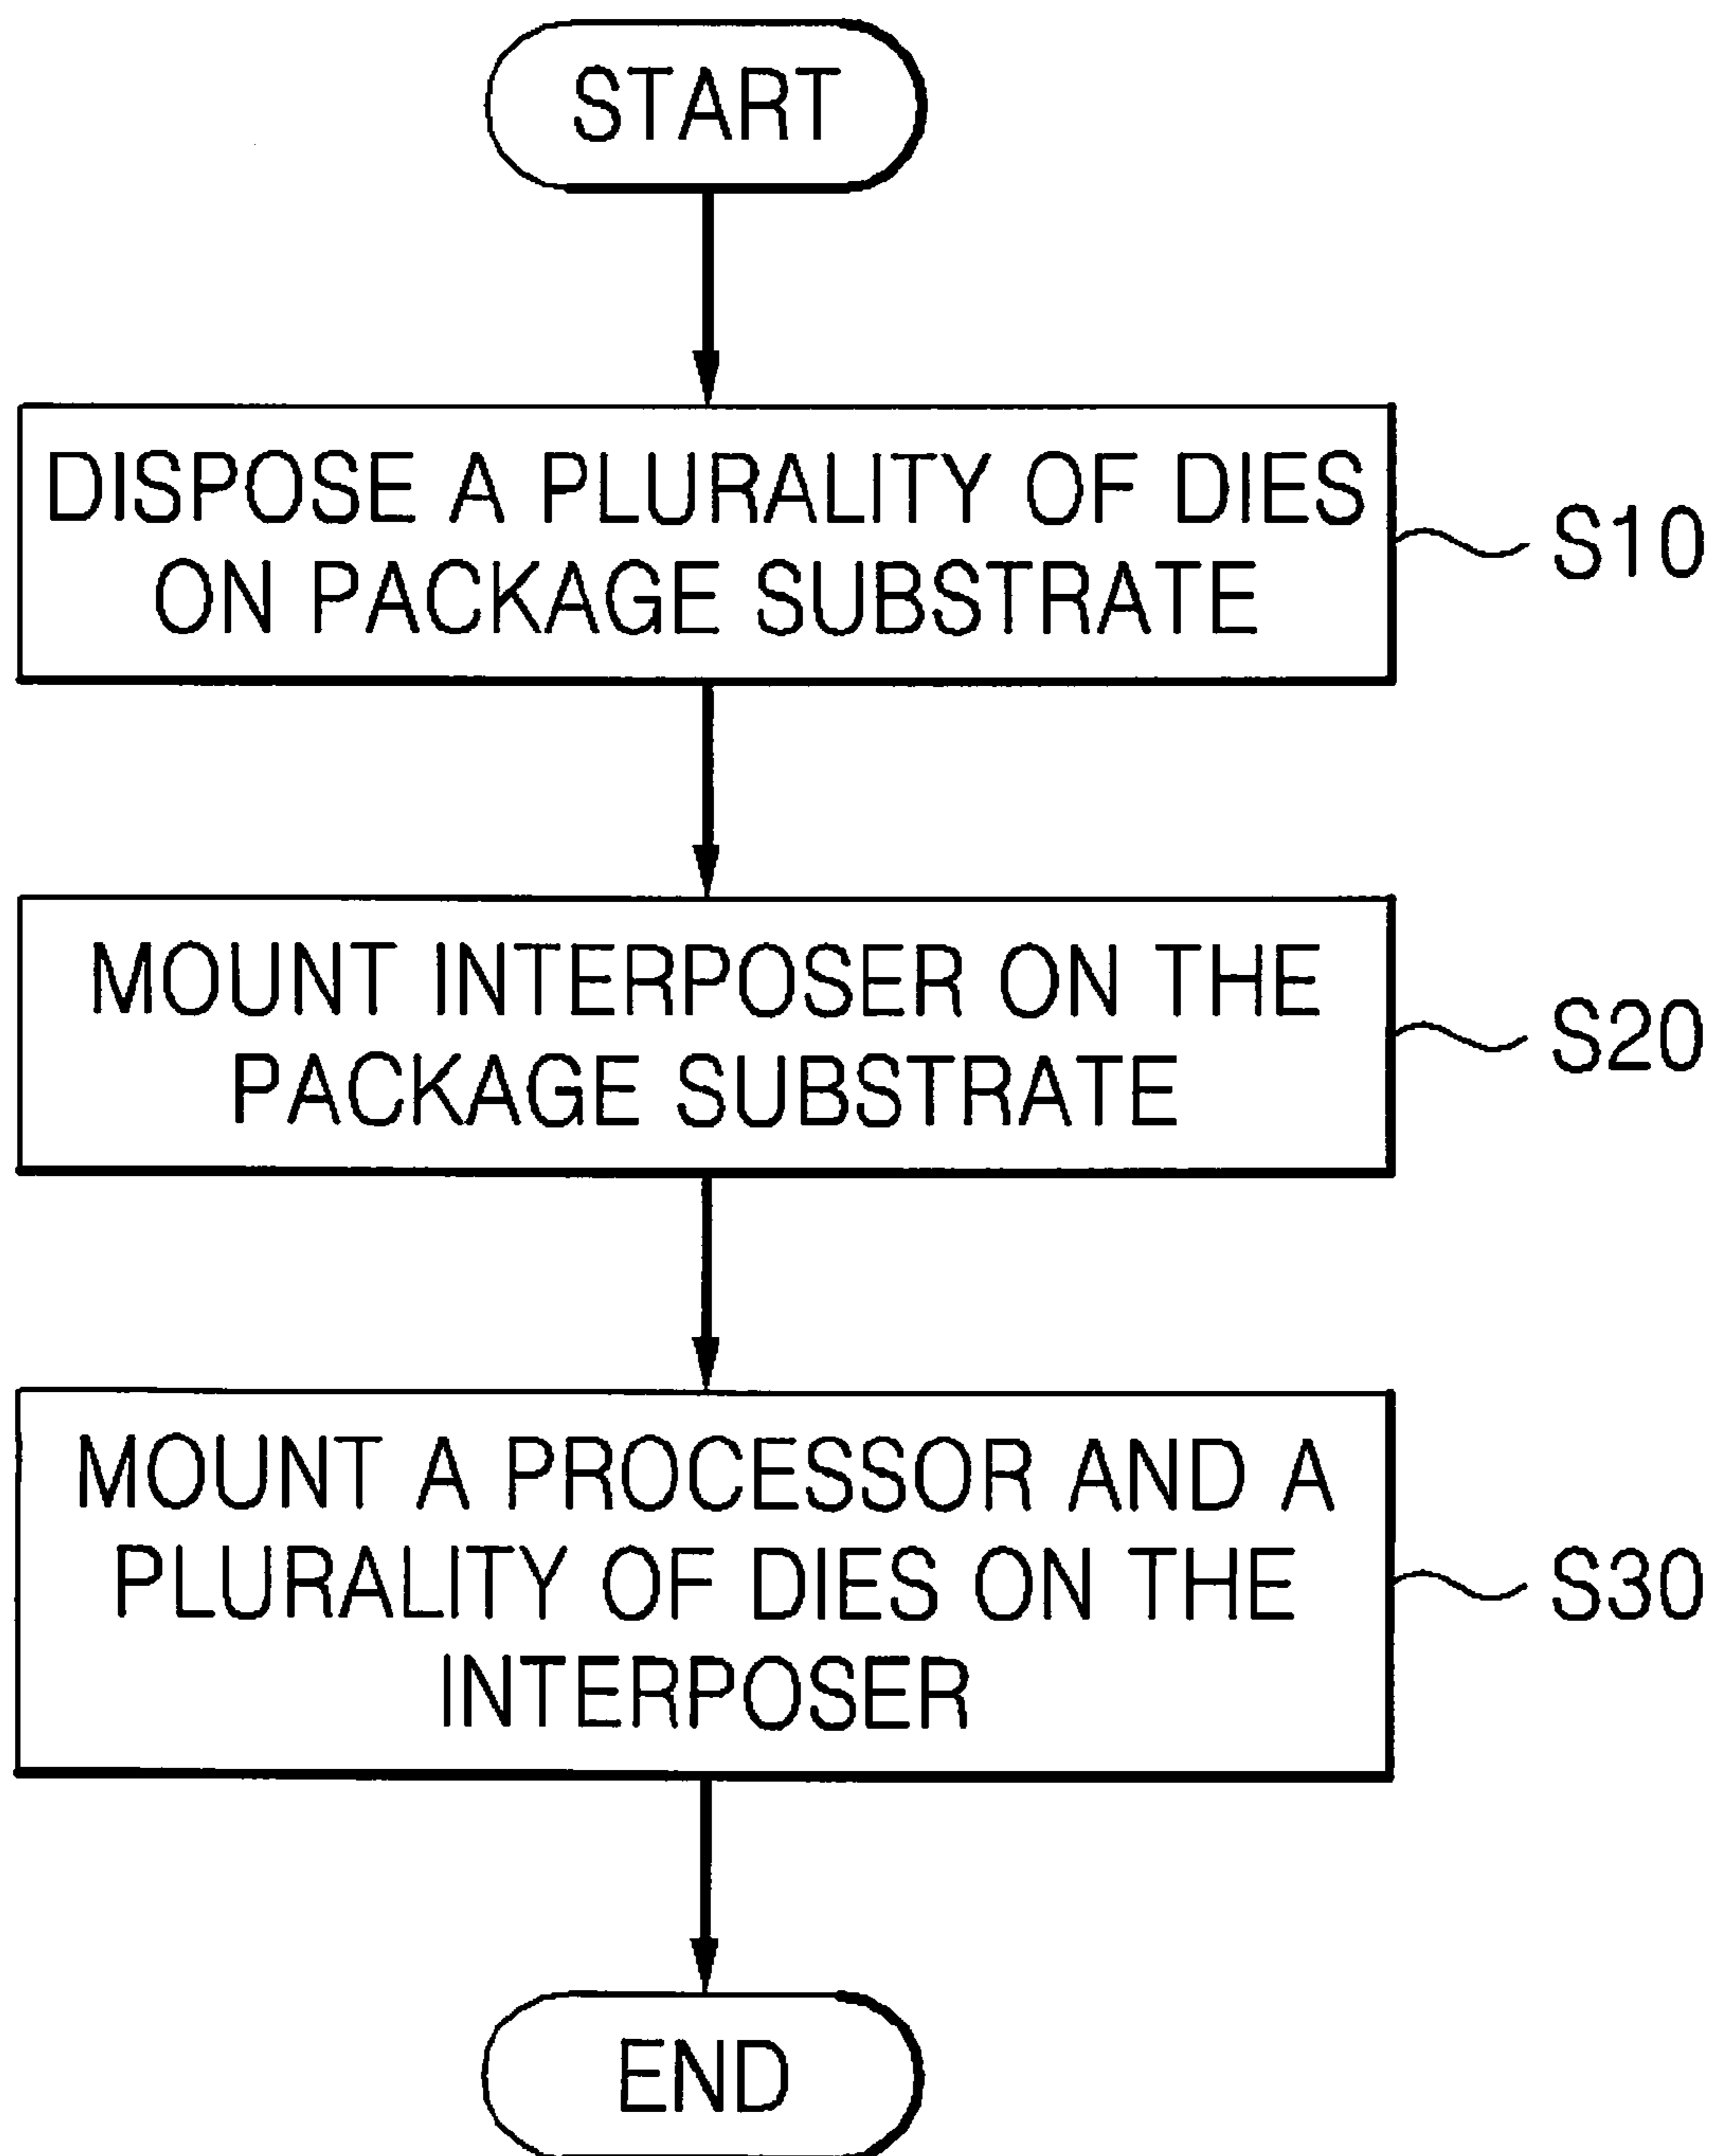 START
DISPOSE A PLURALITY OF DIES
ON PACKAGE SUBSTRATE
S10
MOUNT INTERPOSER ON THE
PACKAGE SUBSTRATE
S20
MOUNT A PROCESSOR AND A
PLURALITY OF DIES ON THE
INTERPOSER
S30
END